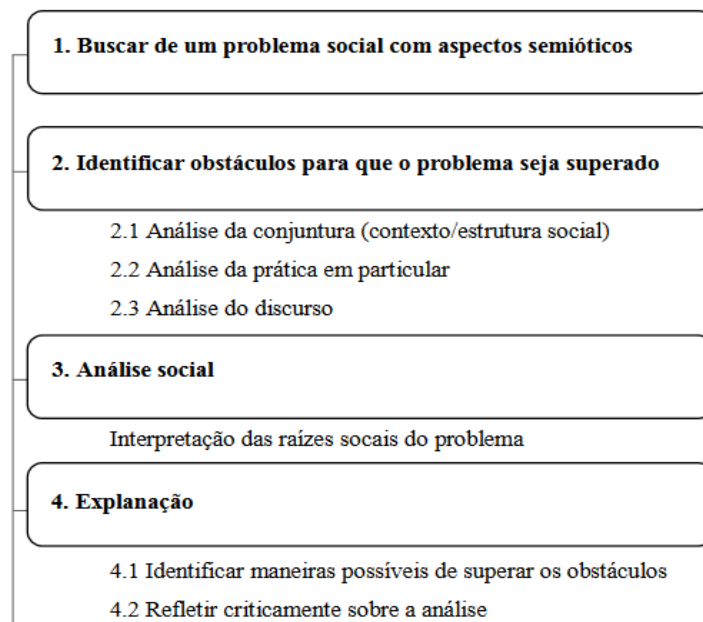 1. Buscar de um problema social com aspectos semióticos
2. Identificar obstáculos para que o problema seja superado
2.1 Análise da conjuntura (contexto/estrutura social)
2.2 Análise da prática em particular
2.3 Análise do discurso
3. Análise social
Interpretação das raízes socais do problema
4. Explanação
4.1 Identificar maneiras possíveis de superar os obstáculos
4.2 Refletir criticamente sobre a análise